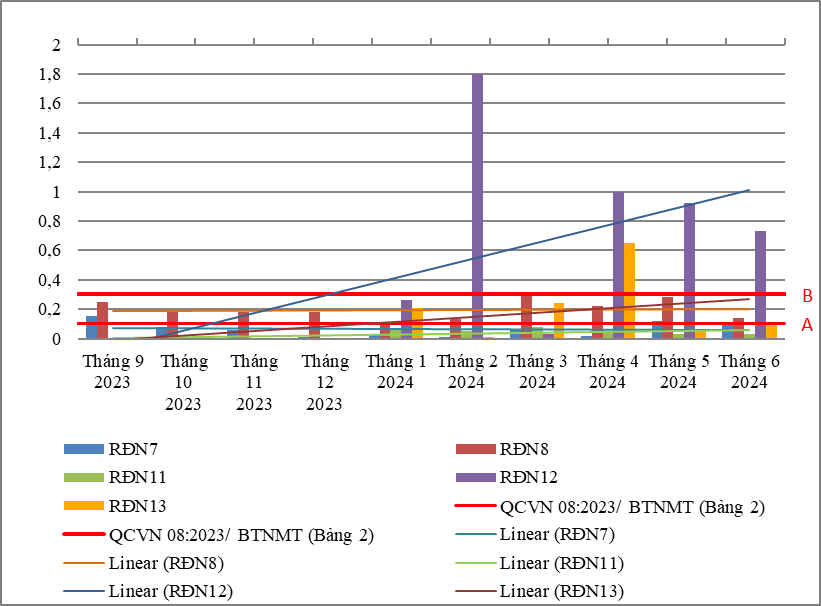 2
1,8
1,6
1,4
1,2
1
0,8
0,6
0,4
0,2
0
B
A
Tháng 9
2023
Tháng
10
2023
Tháng
11
2023
Tháng
12
2023
Tháng 1
2024
Tháng 2
2024
Tháng 3
2024
Tháng 4
2024
Tháng 5
2024
Tháng 6
2024
RĐN7
RĐN8
RĐN11
RĐN12
RĐN13
QCVN 08:2023/ BTNMT (Bảng 2)
QCVN 08:2023/ BTNMT (Bảng 2)
Linear (RĐN7)
Linear (RĐN8)
Linear (RĐN11)
Linear (RĐN12)
Linear (RĐN13)